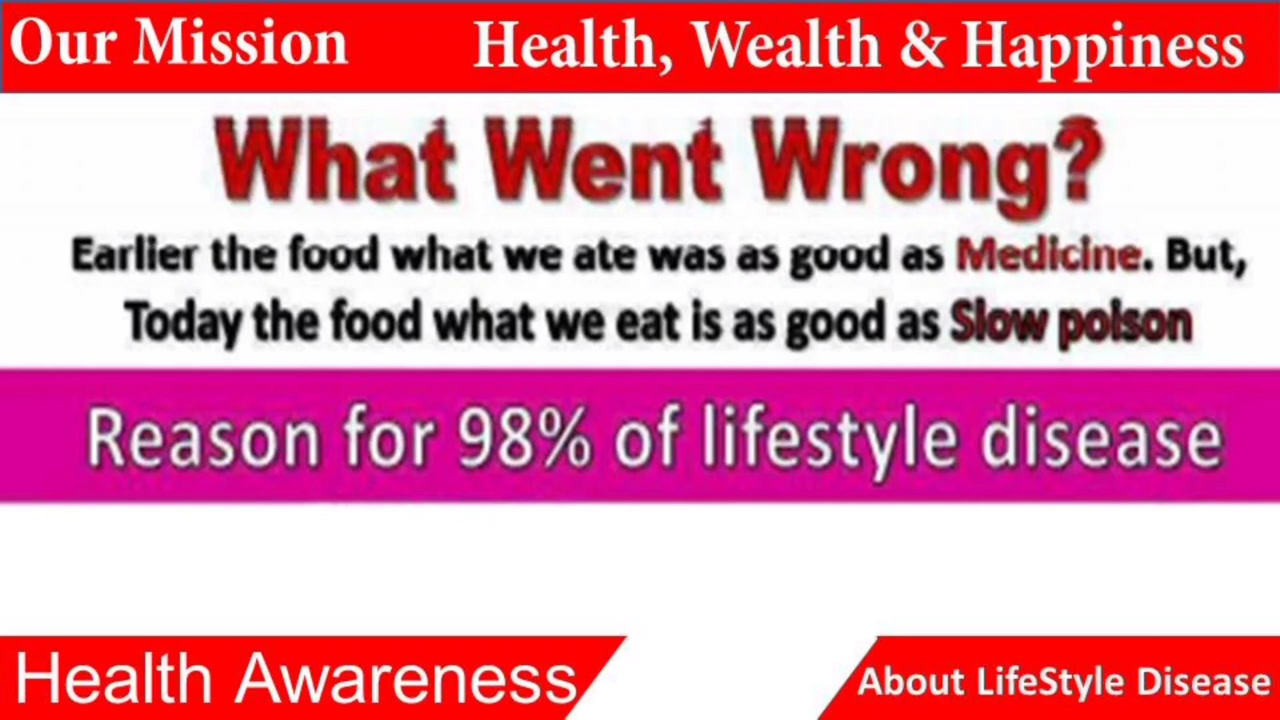 Our Mission
Health, Wealth & Happiness
What Went Wrong?
Earlier the food what we ate was as good as Medicine. But,
Today the food what we eat is as good as Slow poison
Reason for 98% of lifestyle disease
Health Awareness
About LifeStyle Disease